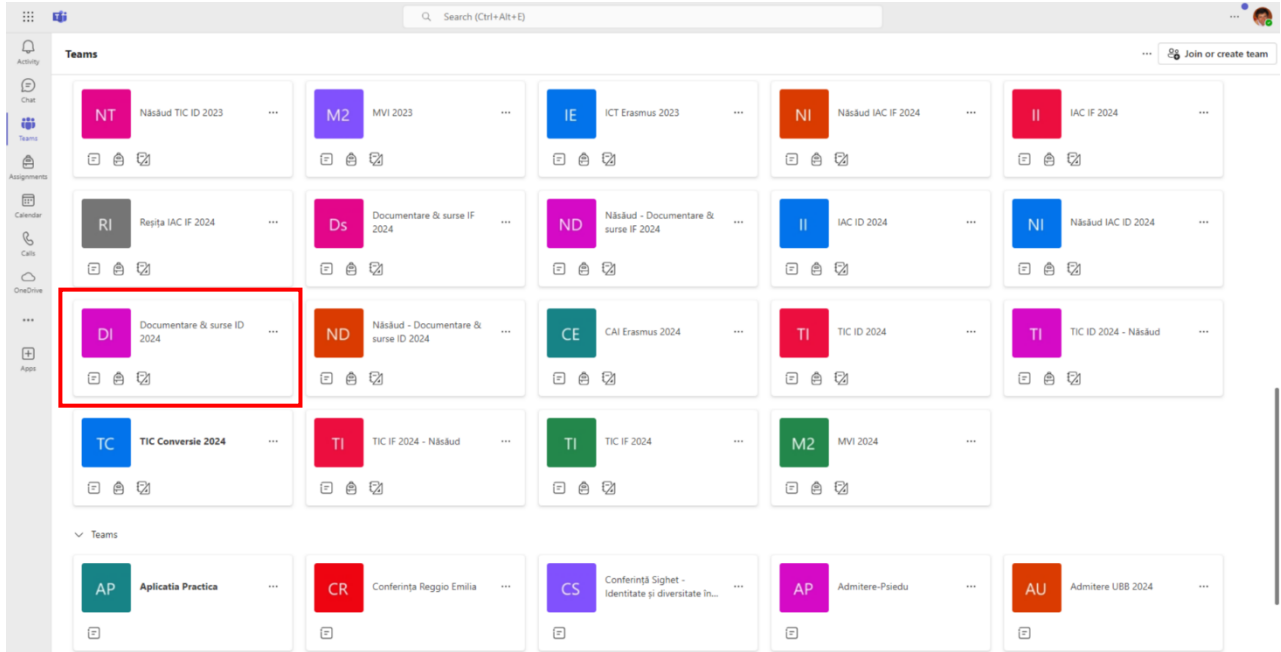 Search (Ctrl+Alt+E)
Activity
Chat
Teams
Assignments
Calendar
Calls
OneDrive
Apps
Teams
Join or create team
NT Năsăud TIC ID 2023
M2 MVI 2023
IE ICT Erasmus 2023
NI Năsăud IAC IF 2024
II IAC IF 2024
RI Reșița IAC IF 2024
Ds Documentare & surse IF
2024
ND Năsăud - Documentare &
surse IF 2024
II IAC ID 2024
NI Năsăud IAC ID 2024
DI Documentare & surse ID
2024
ND Năsăud - Documentare &
surse ID 2024
CE CAI Erasmus 2024
TI TIC ID 2024
TI TIC ID 2024 - Năsăud
TC TIC Conversie 2024
TI TIC IF 2024 - Năsăud
TI TIC IF 2024
M2 MVI 2024
Teams
AP Aplicatia Practica
CR Conferința Reggio Emilia
CS Conferință Sighet -
Identitate și diversitate în...
AP Admitere-Psiedu
AU Admitere UBB 2024